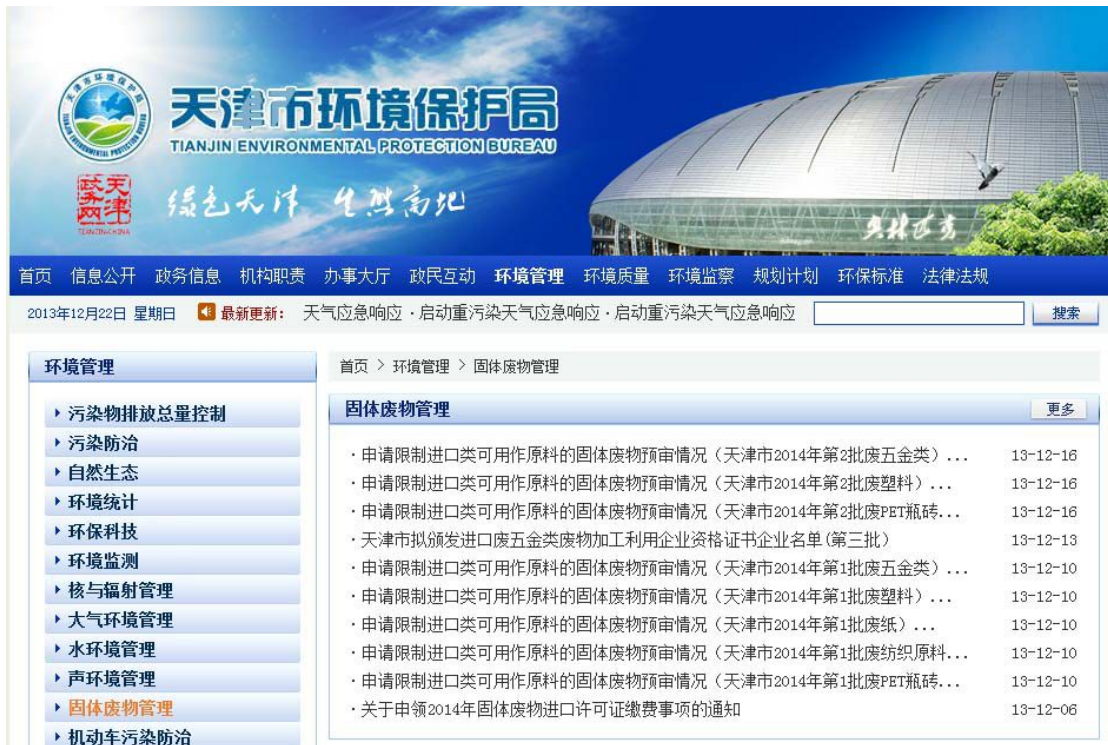 天津市环境保护局
TIANJIN ENVIRONMENTAL PROTECTION BUREAU
天津
政务网
TIANJIN-CHINA
绿色天津 生态高地
首页 信息公开 政务信息 机构职责 办事大厅 政民互动 环境管理 环境质量 环境监察 规划计划 环保标准 法律法规
2013年12月22日 星期日 最新更新: 天气应急响应 ·启动重污染天气应急响应·启动重污染天气应急响应 搜索
环境管理
污染物排放总量控制
污染防治
自然生态
环境统计
环保科技
环境监测
核与辐射管理
大气环境管理
水环境管理
声环境管理
固体废物管理
机动车污染防治
首页 > 环境管理 > 固体废物管理
固体废物管理 更多
·申请限制进口类可用作原料的固体废物预审情况（天津市2014年第2批废五金类）... 13-12-16
·申请限制进口类可用作原料的固体废物预审情况（天津市2014年第2批废塑料）... 13-12-16
·申请限制进口类可用作原料的固体废物预审情况（天津市2014年第2批废PET瓶砖... 13-12-16
·天津市拟颁发进口废五金类废物加工利用企业资格证书企业名单(第三批） 13-12-13
·申请限制进口类可用作原料的固体废物预审情况（天津市2014年第1批废五金类）... 13-12-10
·申请限制进口类可用作原料的固体废物预审情况（天津市2014年第1批废塑料）... 13-12-10
·申请限制进口类可用作原料的固体废物预审情况（天津市2014年第1批废纸）... 13-12-10
·申请限制进口类可用作原料的固体废物预审情况（天津市2014年第1批废纺织原料... 13-12-10
·申请限制进口类可用作原料的固体废物预审情况（天津市2014年第1批废PET瓶砖... 13-12-10
·关于申领2014年固体废物进口许可证缴费事项的通知 13-12-06